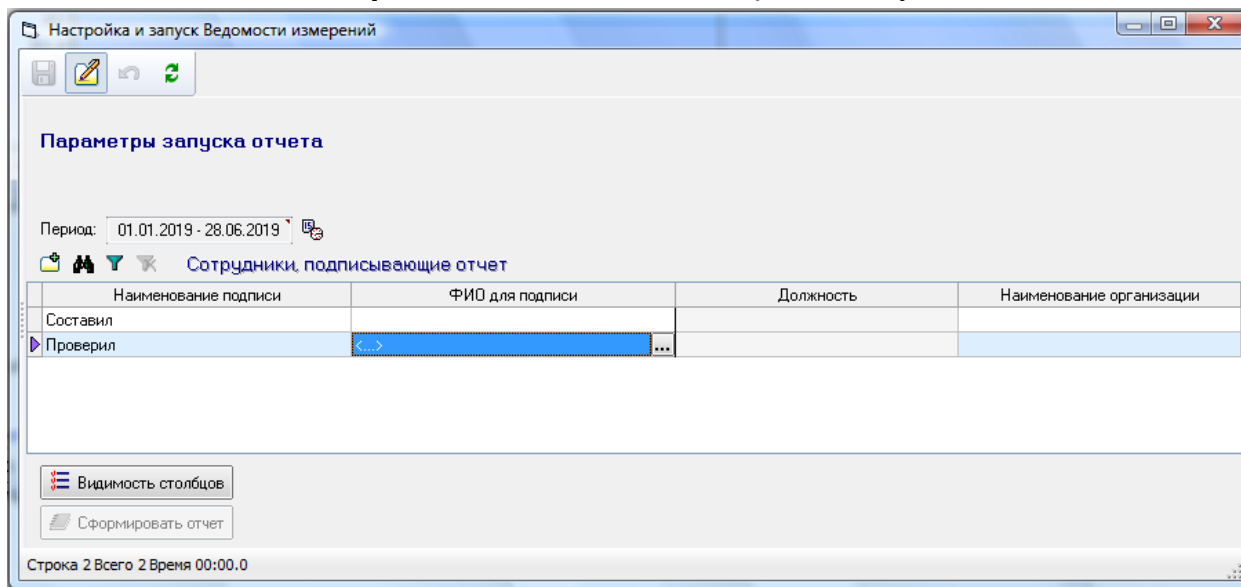 Настройка и запуск Ведомости измерений
Параметры запуска отчета
Период: 01.01.2019 - 28.06.2019
Сотрудники, подписывающие отчет
Наименование подписи ФИО для подписи Должность Наименование организации
Составил
Проверил <...> ...
Видимость столбцов
Сформировать отчет
Строка 2 Всего 2 Время 00:00.0